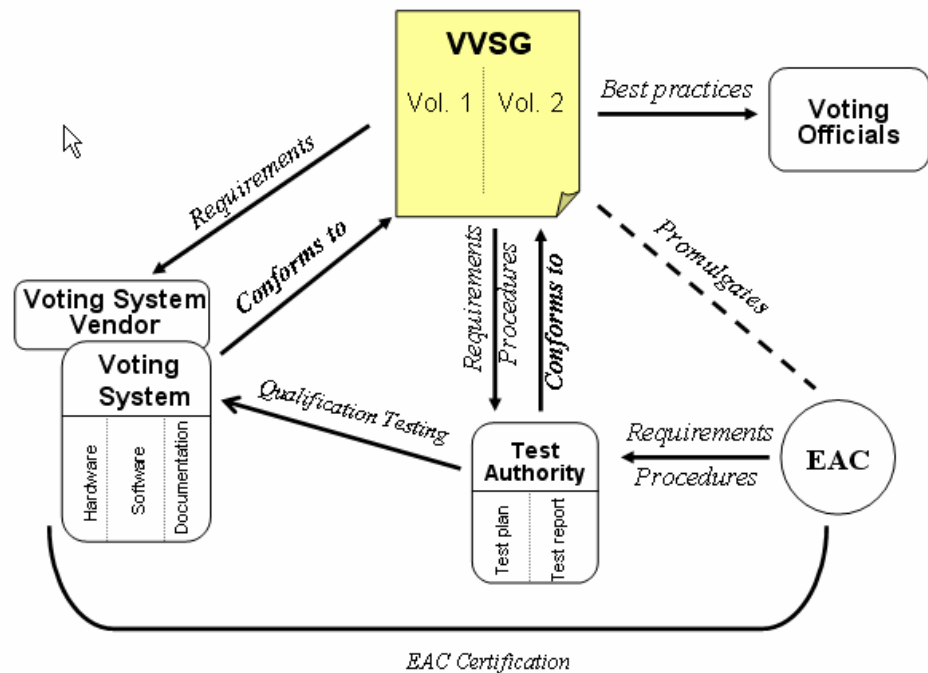 VVSG
Vol. 1
Vol. 2
Best practices
Voting
Officials
Requirements
Conforms to
Requirements
Procedures
Conforms to
Promulgates
Voting System
Vendor
Voting
System
Hardware
Software
Documentation
Qualification Testing
Test
Authority
Test plan
Test report
Requirements
Procedures
EAC
EAC Certification